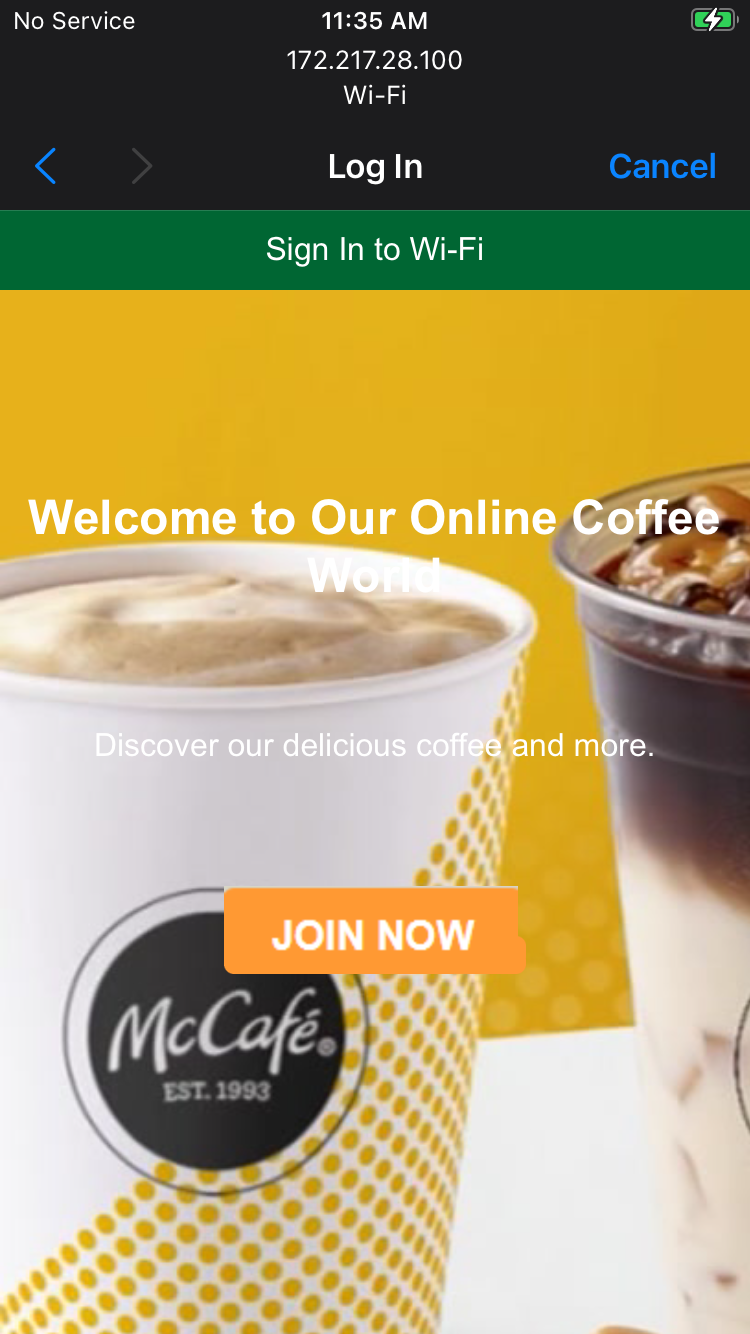 No Service 11:35 AM
172.217.28.100
Wi-Fi
Log In Cancel
Sign In to Wi-Fi
Welcome to Our Online Coffee
World
Discover our delicious coffee and more.
JOIN NOW
McCafé®
EST. 1993